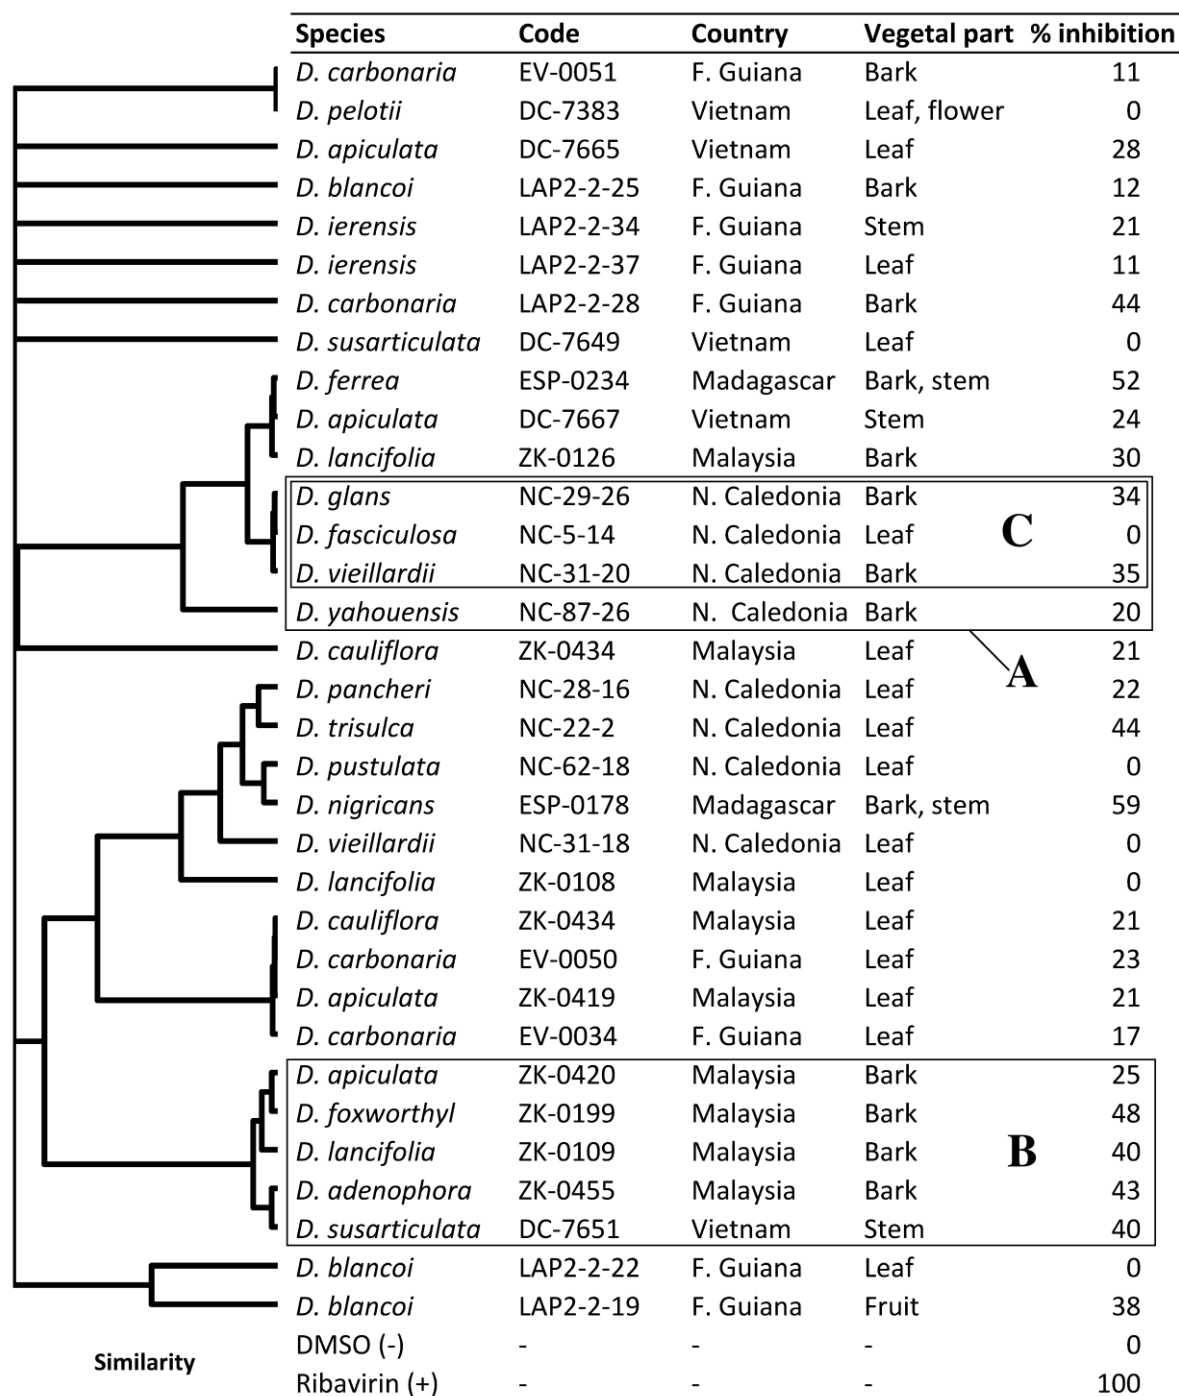 Species Code Country Vegetal part % inhibition
D. carbonaria EV-0051 F. Guiana Bark 11
D. pelotii DC-7383 Vietnam Leaf, flower 0
D. apiculata DC-7665 Vietnam Leaf 28
D. blancoi LAP2-2-25 F. Guiana Bark 12
D. ierensis LAP2-2-34 F. Guiana Stem 21
D. ierensis LAP2-2-37 F. Guiana Leaf 11
D. carbonaria LAP2-2-28 F. Guiana Bark 44
D. susarticulata DC-7649 Vietnam Leaf 0
D. ferrea ESP-0234 Madagascar Bark, stem 52
D. apiculata DC-7667 Vietnam Stem 24
D. lancifolia ZK-0126 Malaysia Bark 30
D. glans NC-29-26 N. Caledonia Bark 34
D. fasciculosa NC-5-14 N. Caledonia Leaf C 0
D. vieillardii NC-31-20 N. Caledonia Bark 35
D. yahouensis NC-87-26 N. Caledonia Bark 20
D. cauliflora ZK-0434 Malaysia Leaf 21
A
D. pancheri NC-28-16 N. Caledonia Leaf 22
D. trisulca NC-22-2 N. Caledonia Leaf 44
D. pustulata NC-62-18 N. Caledonia Leaf 0
D. nigricans ESP-0178 Madagascar Bark, stem 59
D. vieillardii NC-31-18 N. Caledonia Leaf 0
D. lancifolia ZK-0108 Malaysia Leaf 0
D. cauliflora ZK-0434 Malaysia Leaf 21
D. carbonaria EV-0050 F. Guiana Leaf 23
D. apiculata ZK-0419 Malaysia Leaf 21
D. carbonaria EV-0034 F. Guiana Leaf 17
D. apiculata ZK-0420 Malaysia Bark 25
D. foxworthyl ZK-0199 Malaysia Bark 48
D. lancifolia ZK-0109 Malaysia Bark B 40
D. adenophora ZK-0455 Malaysia Bark 43
D. susarticulata DC-7651 Vietnam Stem 40
D. blancoi LAP2-2-22 F. Guiana Leaf 0
D. blancoi LAP2-2-19 F. Guiana Fruit 38
DMSO (-) - - - 0
Similarity
Ribavirin (+) - - - 100